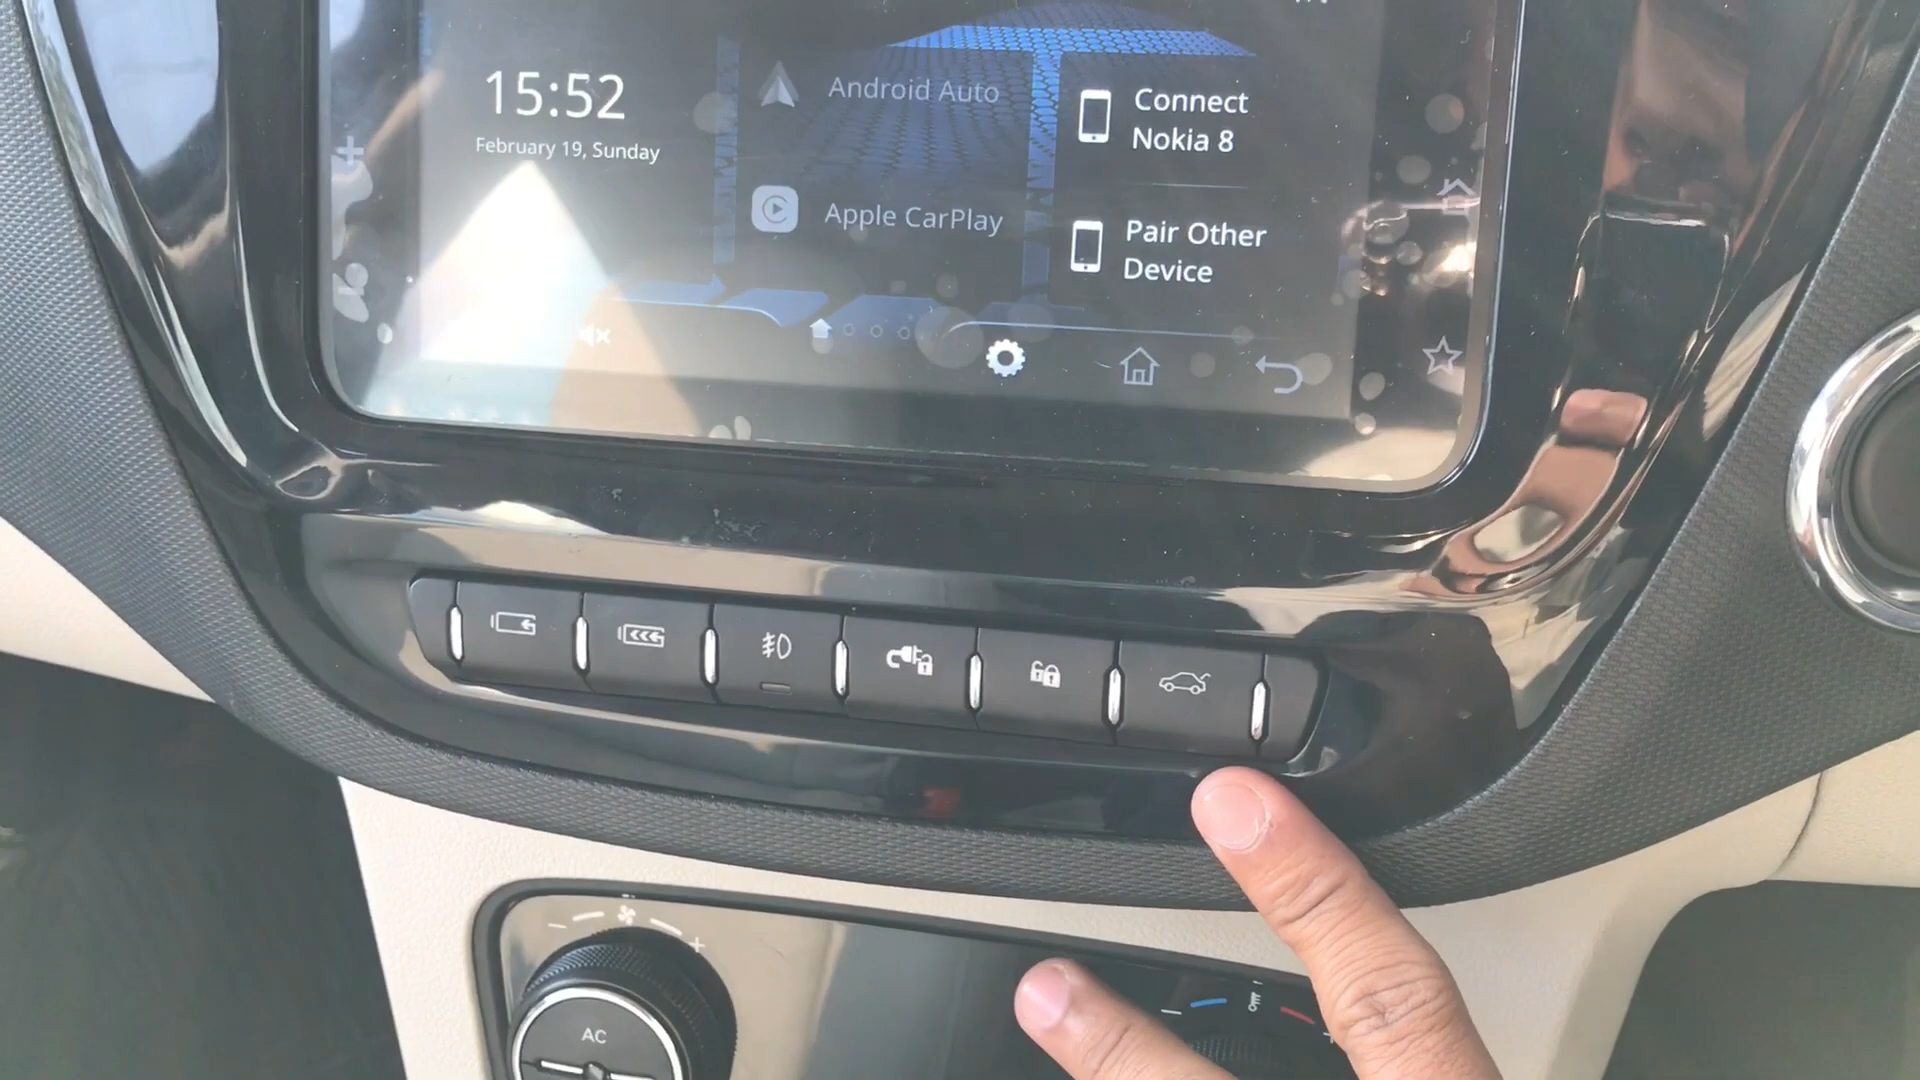 15:52
February 19, Sunday
Android Auto
Apple CarPlay
Connect
Nokia 8
Pair Other
Device
AC